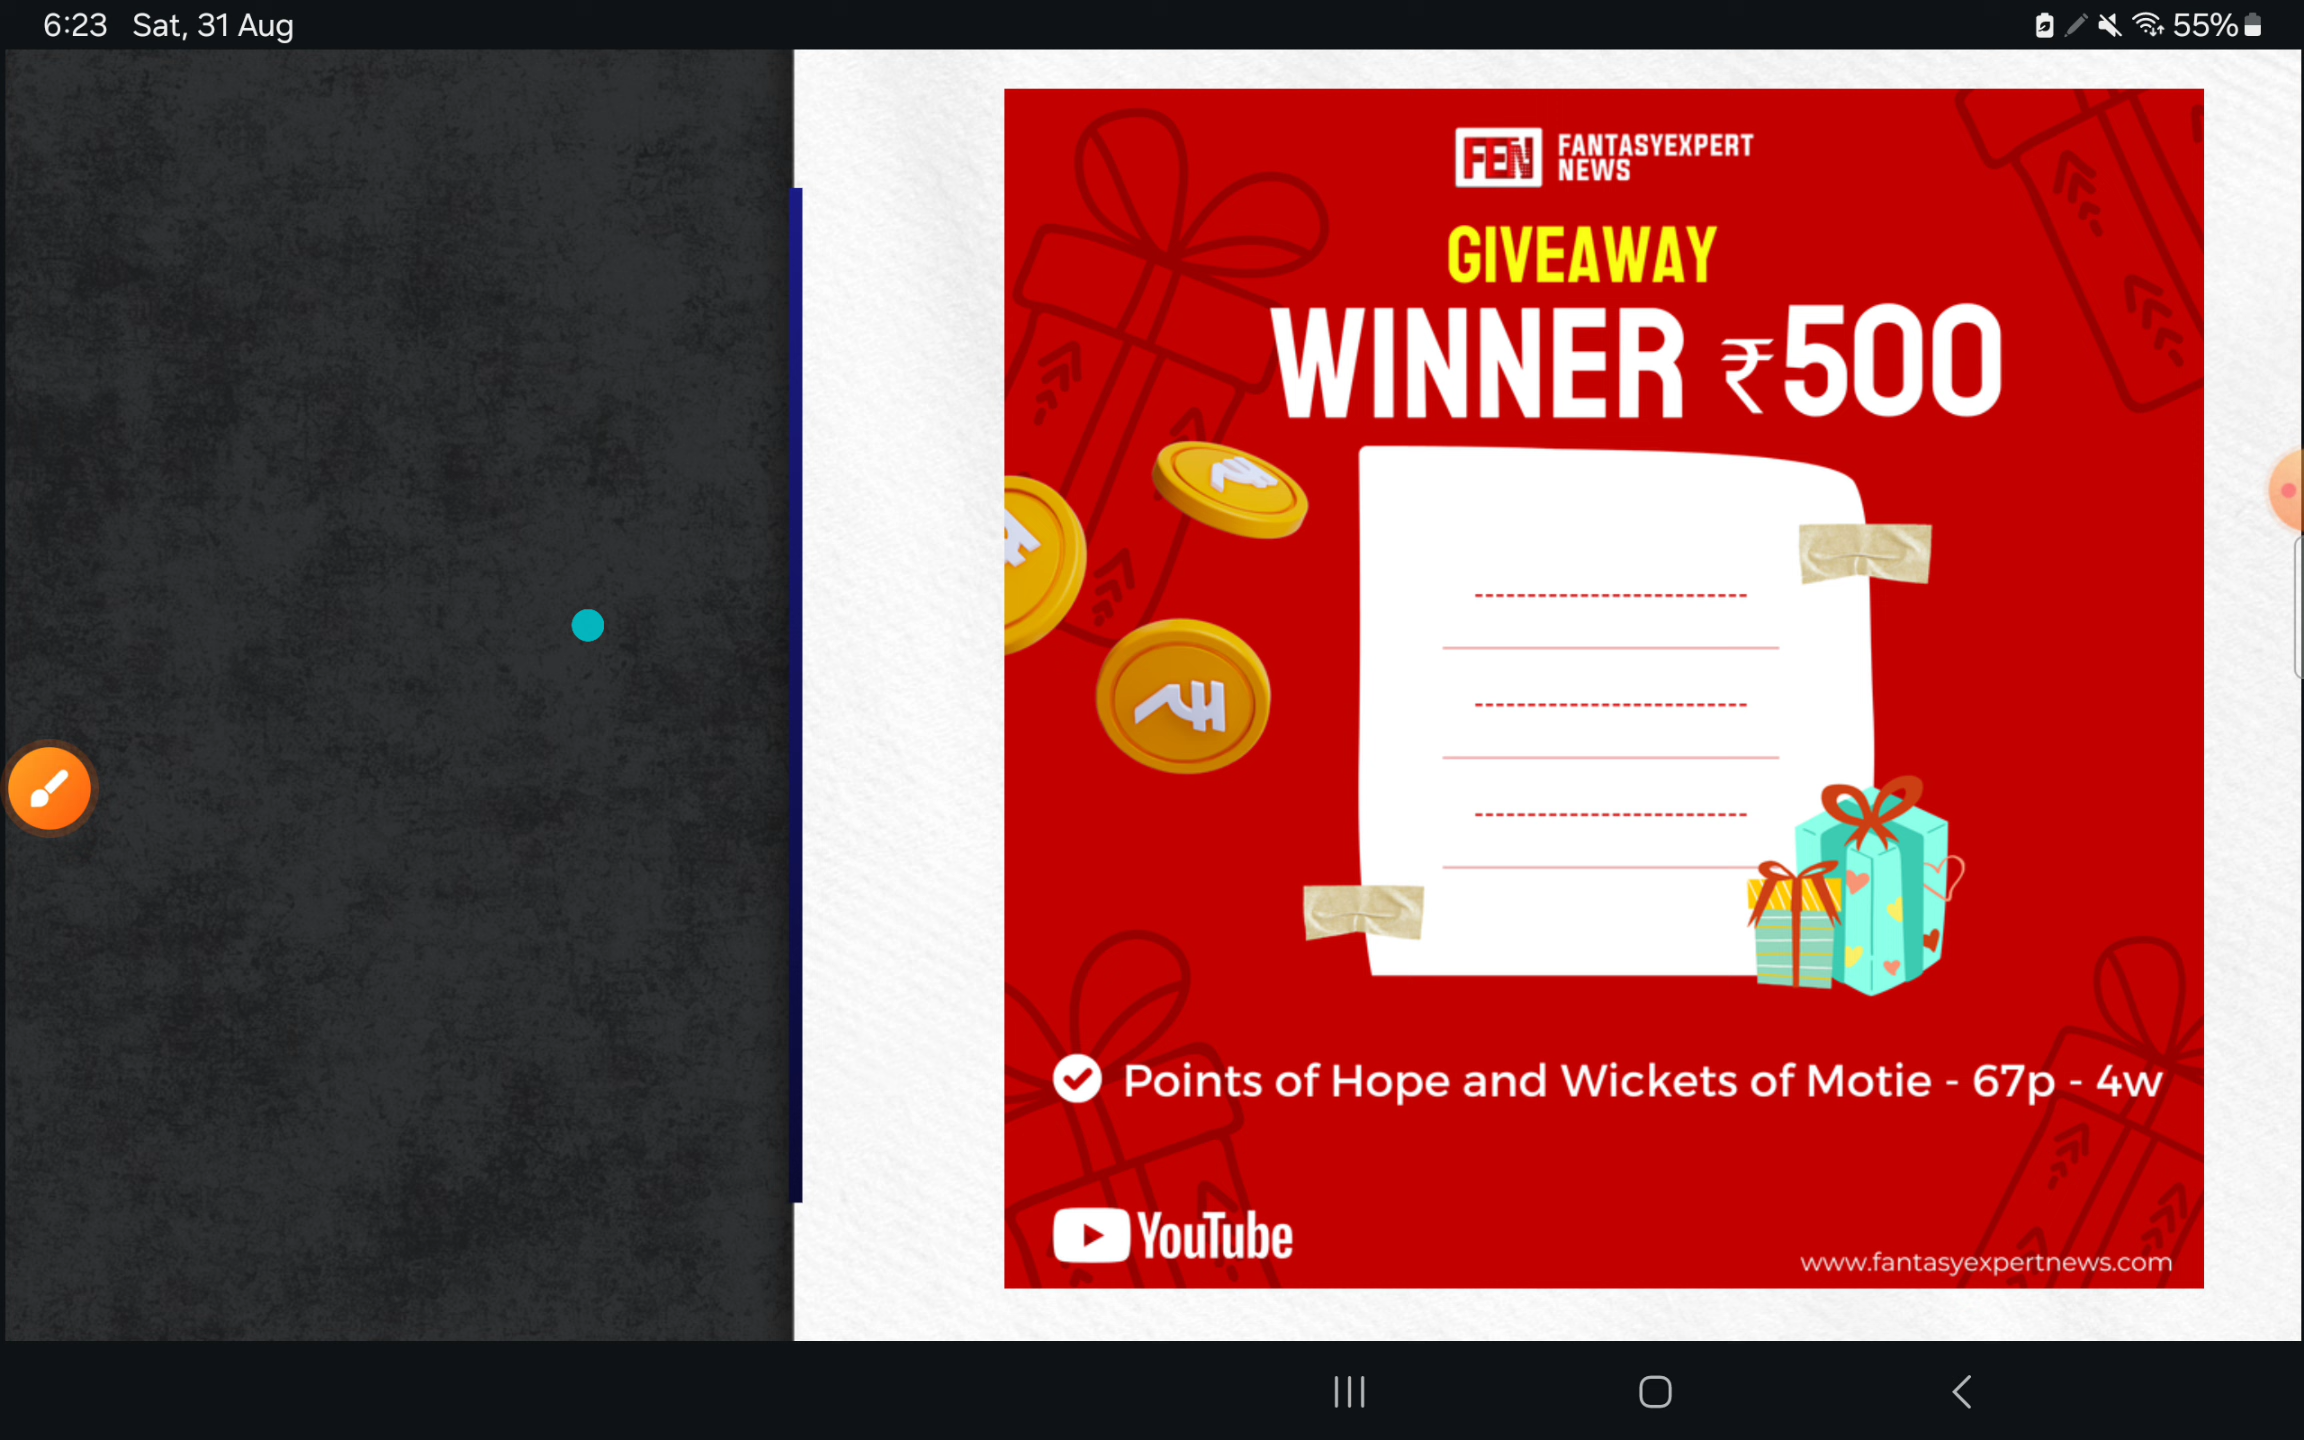 6:23 Sat, 31 Aug
55%
FEN FANTASYEXPERT
NEWS
GIVEAWAY
WINNER ₹500
Points of Hope and Wickets of Motie - 67p - 4w
YouTube
www.fantasyexpertnews.com